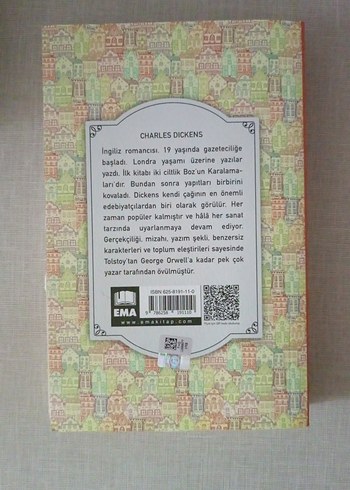 CHARLES DICKENS
İngiliz romancısı. 19 yaşında gazeteciliğe
başladı. Londra yaşamı üzerine yazılar
yazdı. İlk kitabı iki ciltlik Boz'un Karalama-
ları'dır. Bundan sonra yapıtları birbirini
kovaladı. Dickens kendi çağının en önemli
edebiyatçılarından biri olarak görülür. Her
zaman popüler kalmıştır ve hâlâ her sanat
tarzında uyarlanmaya devam ediyor.
Gerçekçiliği, mizahı, yazım şekli, benzersiz
karakterleri ve toplum eleştirileri sayesinde
Tolstoy'tan George Orwell'a kadar pek çok
yazar tarafından övülmüştür.
EMA
www.emakitap.com